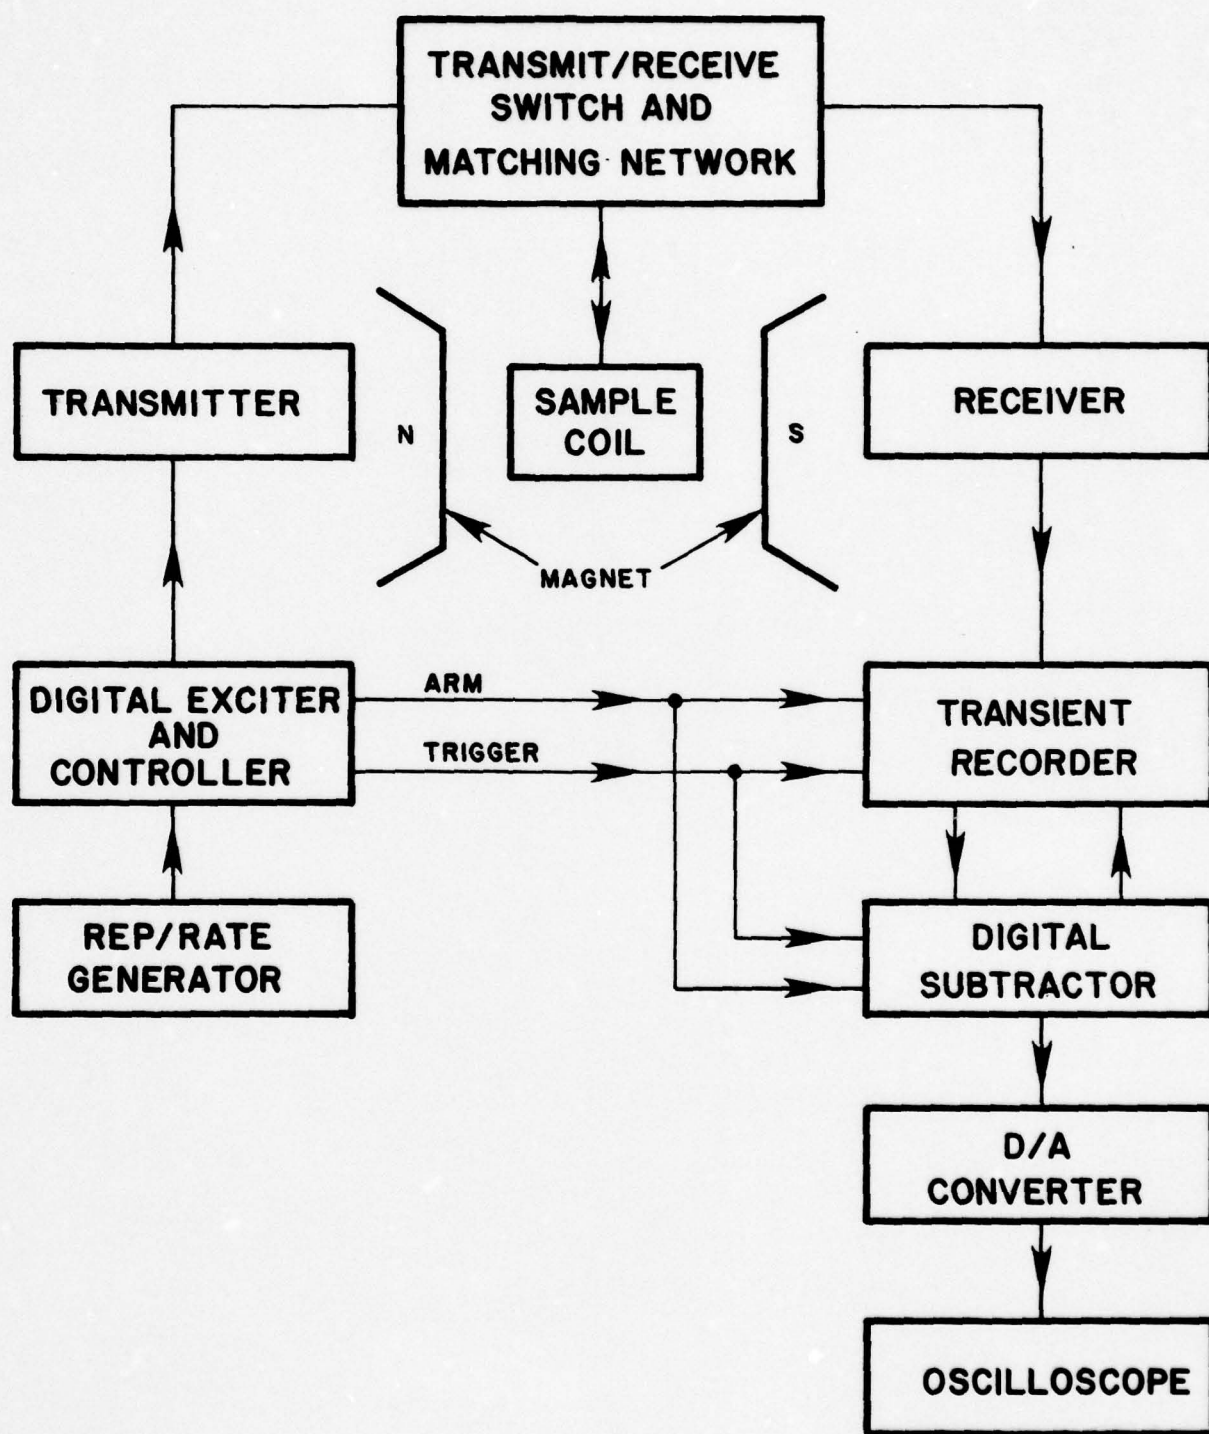 TRANSMIT/RECEIVE
SWITCH AND
MATCHING NETWORK
TRANSMITTER
N
SAMPLE
COIL
S
RECEIVER
MAGNET
DIGITAL EXCITER
AND
CONTROLLER
ARM
TRIGGER
TRANSIENT
RECORDER
REP/RATE
GENERATOR
DIGITAL
SUBTRACTOR
D/A
CONVERTER
OSCILLOSCOPE